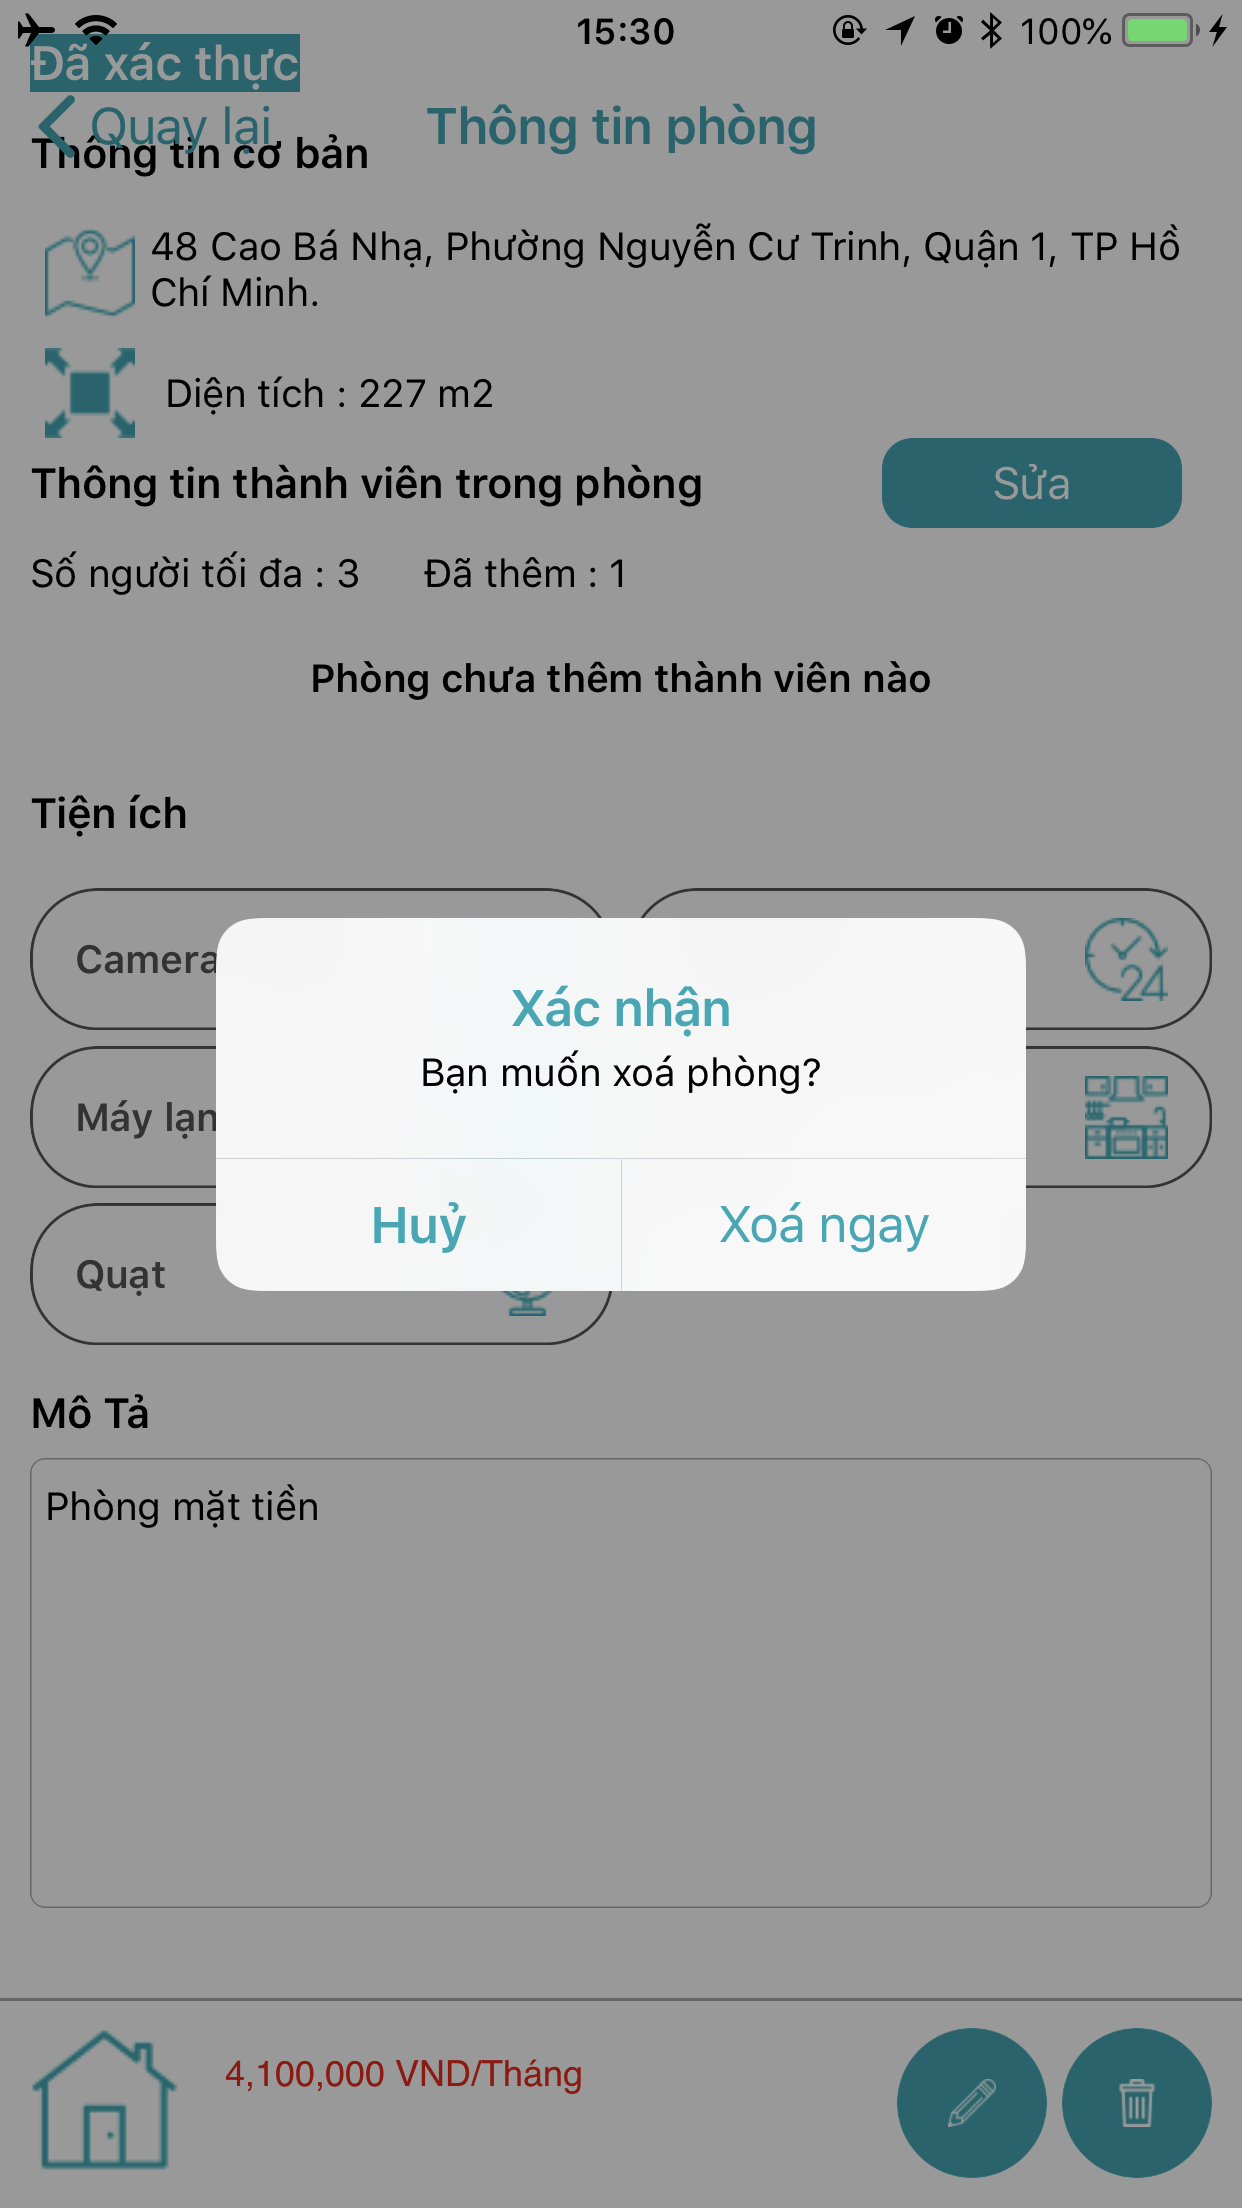 15:30
100%
Đã xác thực
Quay lại
Thông tin phòng
Thông tin cơ bản
48 Cao Bá Nhạ, Phường Nguyễn Cư Trinh, Quận 1, TP Hồ
Chí Minh.
Diện tích : 227 m2
Thông tin thành viên trong phòng
Sửa
Số người tối đa : 3
Đã thêm : 1
Phòng chưa thêm thành viên nào
Tiện ích
Camera
24
Xác nhận
Bạn muốn xoá phòng?
Máy lạn
Huỷ
Xoá ngay
Quạt
Mô Tả
Phòng mặt tiền
4,100,000 VND/Tháng